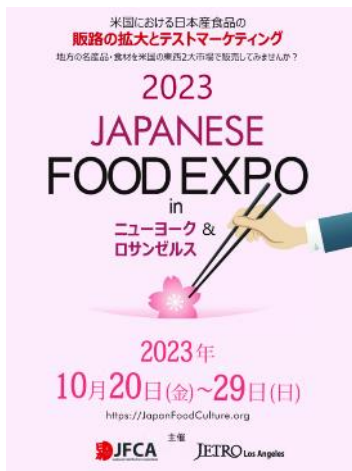 米国における日本産食品の
販路の拡大とテストマーケティング
地方の名産品・食材を米国の東西2大市場で販売してみませんか?
2023
JAPANESE
FOOD EXPO
in
ニューヨーク &
ロサンゼルス
2023年
10月20日(金)~29日(日)
https://JapanFoodCulture.org
主催
JFCA
JETRO Los Angeles